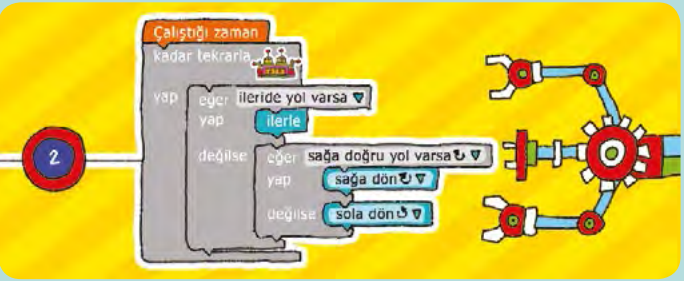 Çalıştığı zaman
kadar tekrarla
yap eğer ileride yol varsa
yap ilerle
değilse eğer sağa doğru yol varsa
yap sağa dön
değilse sola dön
2